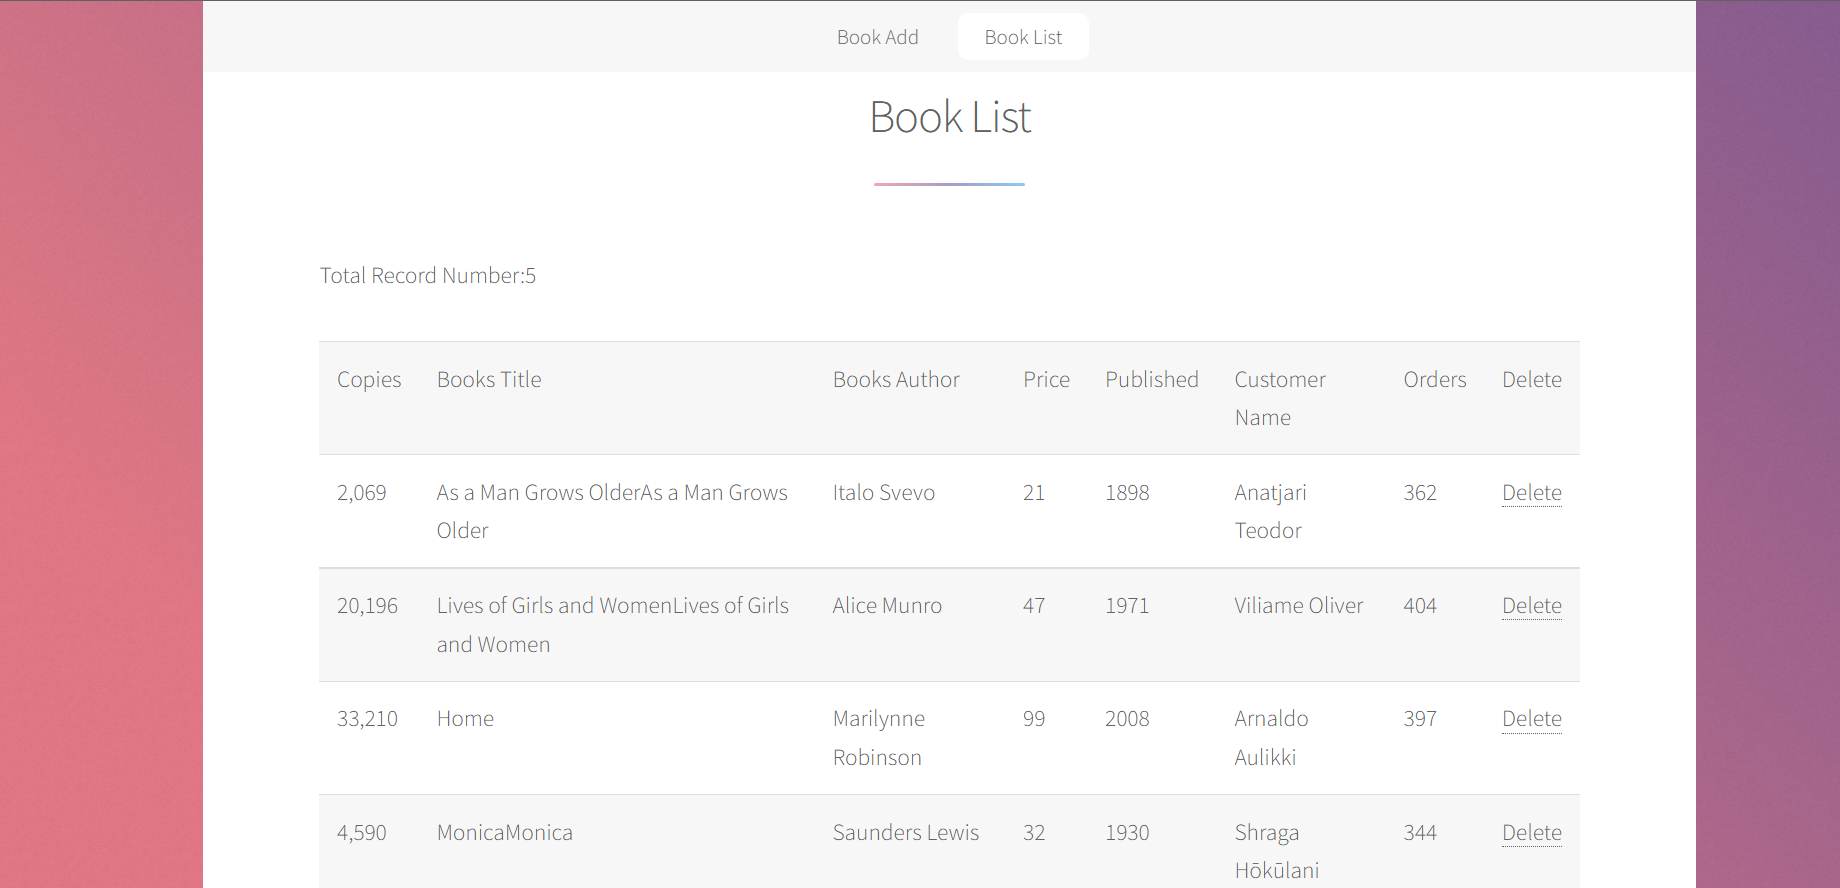 Book Add Book List
Book List
Total Record Number:5
Copies Books Title Books Author Price Published Customer Name Orders Delete
2,069 As a Man Grows OlderAs a Man Grows Older Italo Svevo 21 1898 Anatjari Teodor 362 Delete
20,196 Lives of Girls and WomenLives of Girls and Women Alice Munro 47 1971 Viliame Oliver 404 Delete
33,210 Home Marilynne Robinson 99 2008 Arnaldo Aulikki 397 Delete
4,590 MonicaMonica Saunders Lewis 32 1930 Shraga Hōkūlani 344 Delete